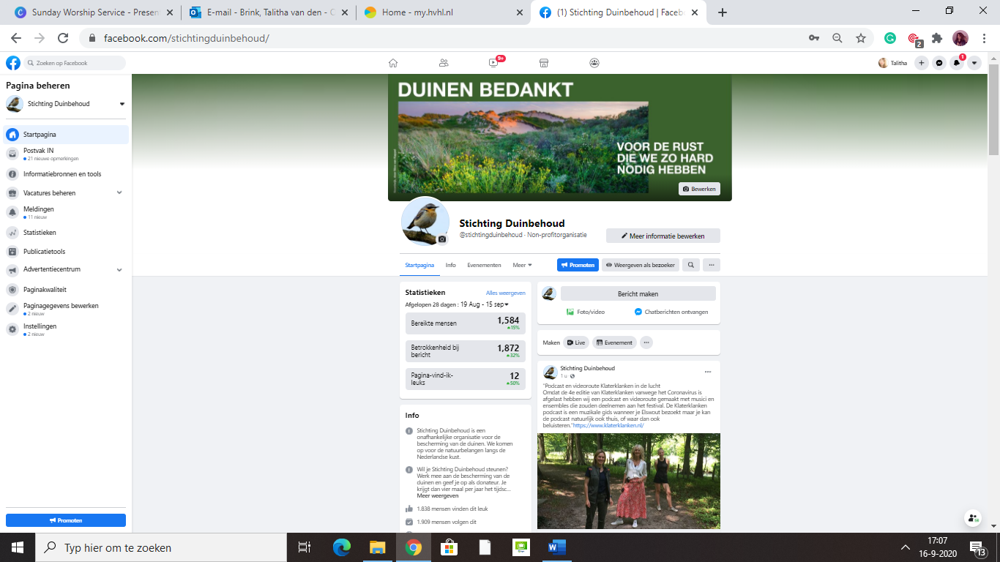 Sunday Worship Service - Present
E-mail - Brink, Talitha van den - O
Home - my.hvhl.nl
(1) Stichting Duinbehoud | Faceb
facebook.com/stichtingduinbehoud/
2
Zoeken op Facebook
9+
Talitha
1
Pagina beheren
Stichting Duinbehoud
Startpagina
Postvak IN
21 nieuwe opmerkingen
Informatiebronnen en tools
Vacatures beheren
Meldingen
11 nieuw
Statistieken
Publicatietools
Advertentiecentrum
Paginakwaliteit
Paginagegevens bewerken
2 nieuw
Instellingen
2 nieuw
Promoten
DUINEN BEDANKT
VOOR DE RUST
DIE WE ZO HARD
NODIG HEBBEN
Bewerken
Stichting Duinbehoud
@stichtingduinbehoud · Non-profitorganisatie
Meer informatie bewerken
Startpagina Info Evenementen Meer
Promoten Weergeven als bezoeker ...
Statistieken Alles weergeven
Afgelopen 28 dagen : 19 Aug - 15 sep
Bereikte mensen 1,584
15%
Betrokkenheid bij bericht 1,872
32%
Pagina-vind-ik-leuks 12
50%
Info
Stichting Duinbehoud is een
onafhankelijke organisatie voor de
bescherming van de duinen. We komen
op voor de natuurbelangen langs de
Nederlandse kust.
Wil je Stichting Duinbehoud steunen?
Werk mee aan de bescherming van de
duinen en geef je op als donateur. Je
krijgt dan vier maal per jaar het tijdsc...
Meer weergeven
1.838 mensen vinden dit leuk
1.909 mensen volgen dit
Bericht maken
Foto/video Chatberichten ontvangen
Maken Live Evenement ...
Stichting Duinbehoud ...
1 u ·
"Podcast en videoroute Klaterklanken in de lucht
Omdat de 4e editie van Klaterklanken vanwege het Coronavirus is
afgelast hebben wij een podcast en videoroute gemaakt met musici en
ensembles die zouden deelnemen aan het festival. De Klaterklanken
podcast is een muzikale gids wanneer je Elswout bezoekt maar je kan
de podcast natuurlijk ook thuis, of waar dan ook
beluisteren."https://www.klaterklanken.nl/
Typ hier om te zoeken
17:07
16-9-2020
13